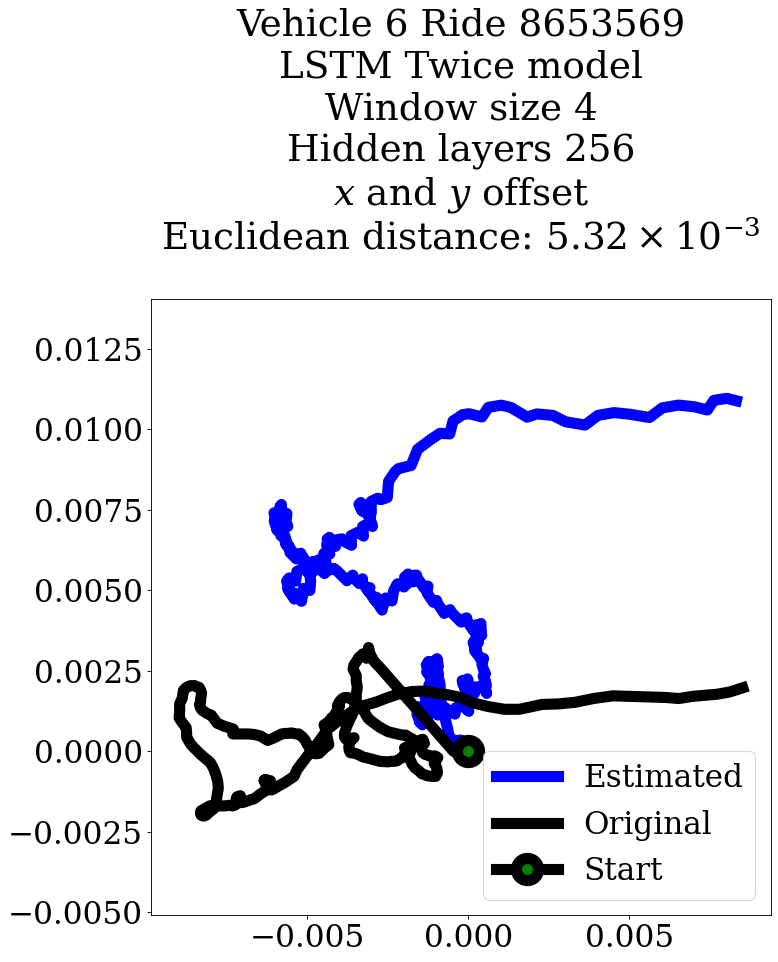 Vehicle 6 Ride 8653569
LSTM Twice model
Window size 4
Hidden layers 256
x and y offset
Euclidean distance: 5.32 × 10⁻³
0.0125
0.0100
0.0075
0.0050
0.0025
0.0000
−0.0025
−0.0050
−0.005
0.000
0.005
Estimated
Original
Start